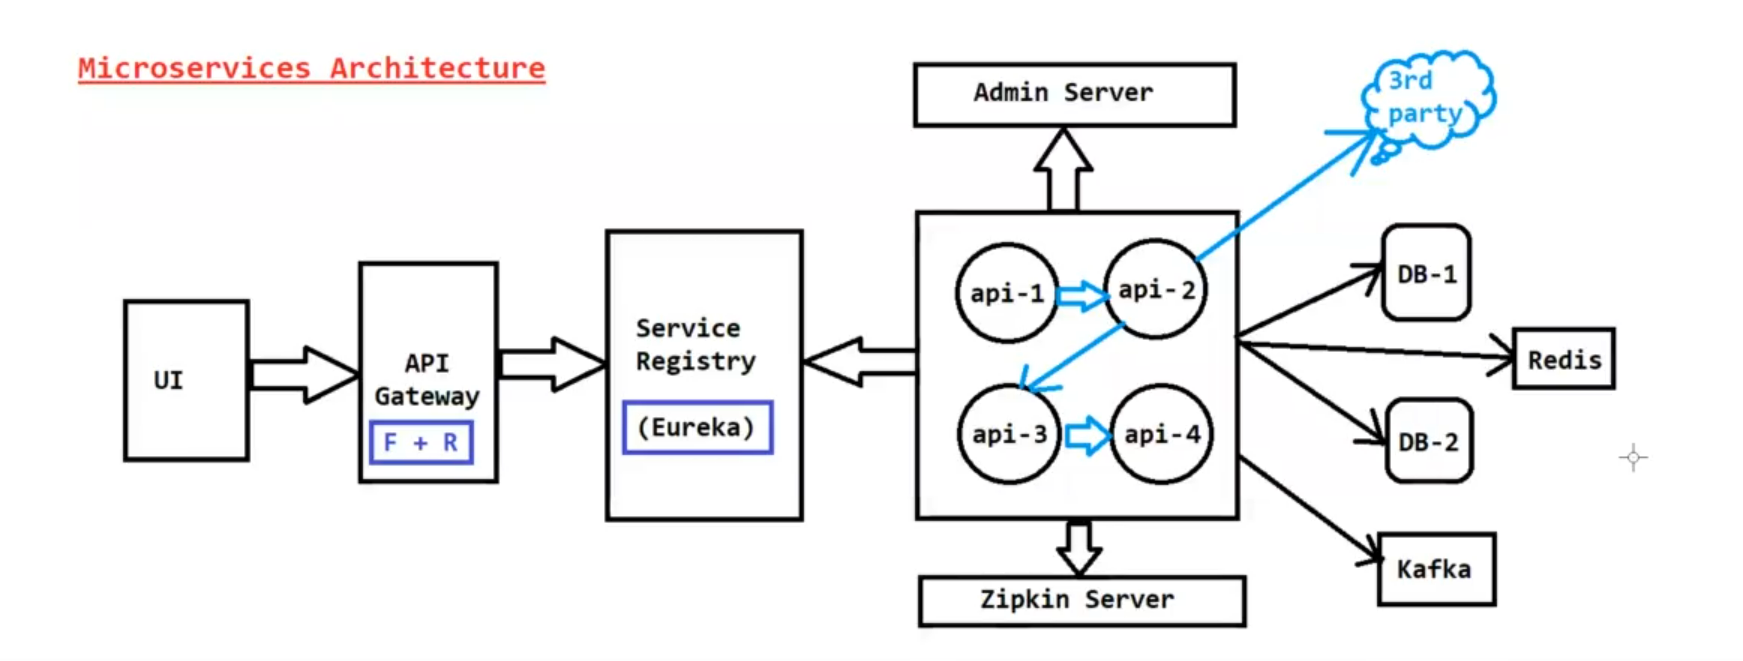 Microservices Architecture
Admin Server
3rd
party
UI
API
Gateway
F + R
Service
Registry
(Eureka)
api-1
api-2
api-3
api-4
DB-1
Redis
DB-2
Kafka
Zipkin Server